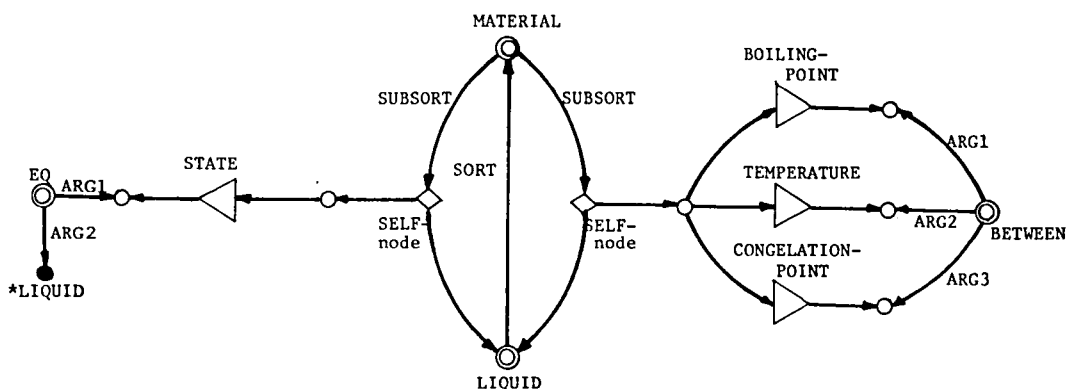 MATERIAL
BOILING-
POINT
SUBSORT
SUBSORT
ARG1
STATE
SORT
TEMPERATURE
EQ
ARG1
ARG2
SELF-
node
SELF-
node
ARG2
BETWEEN
CONGELATION-
POINT
*LIQUID
ARG3
LIQUID